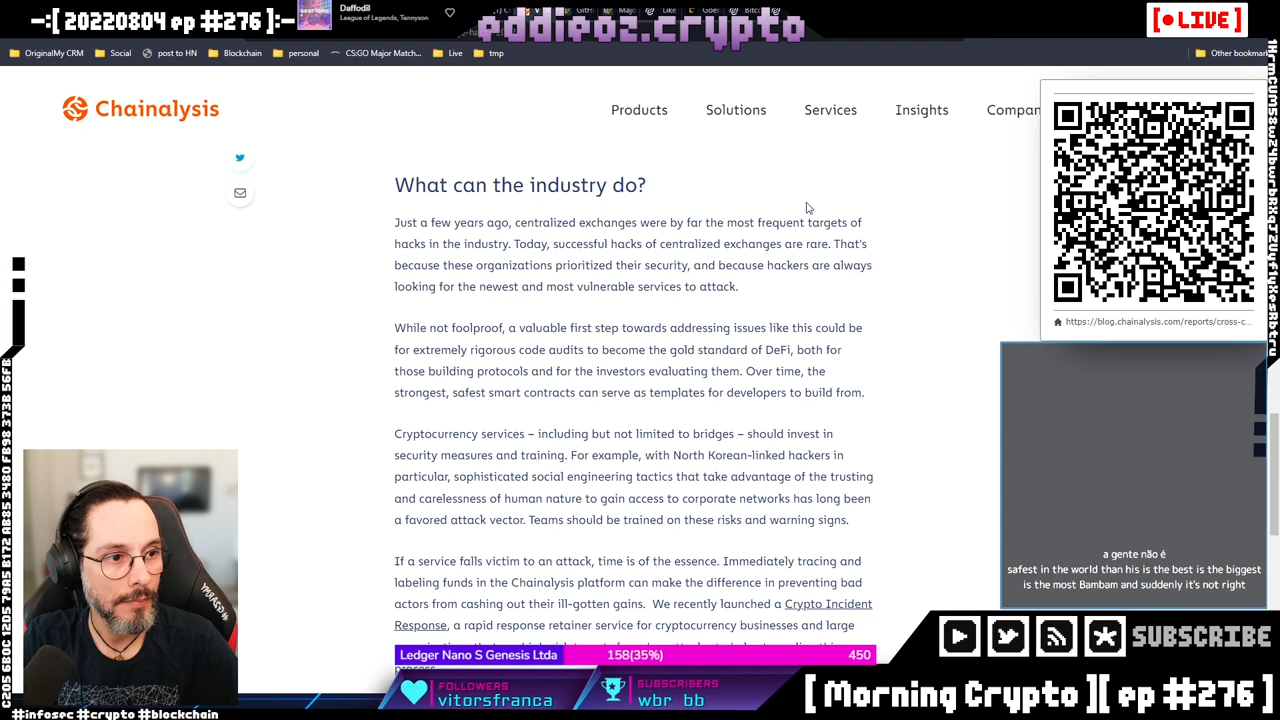 -:[ 20220804 ep #276 ]:-
Daffodil
League of Legends, Tennyson
eddieoz.crypto
[● LIVE]
OriginalMy CRM
Social
post to HN
Blockchain
personal
CS:GO Major Match...
Live
tmp
Other bookmar
Chainalysis
Products
Solutions
Services
Insights
Compan
What can the industry do?
Just a few years ago, centralized exchanges were by far the most frequent targets of
hacks in the industry. Today, successful hacks of centralized exchanges are rare. That's
because these organizations prioritized their security, and because hackers are always
looking for the newest and most vulnerable services to attack.
While not foolproof, a valuable first step towards addressing issues like this could be
for extremely rigorous code audits to become the gold standard of DeFi, both for
those building protocols and for the investors evaluating them. Over time, the
strongest, safest smart contracts can serve as templates for developers to build from.
Cryptocurrency services – including but not limited to bridges – should invest in
security measures and training. For example, with North Korean-linked hackers in
particular, sophisticated social engineering tactics that take advantage of the trusting
and carelessness of human nature to gain access to corporate networks has long been
a favored attack vector. Teams should be trained on these risks and warning signs.
If a service falls victim to an attack, time is of the essence. Immediately tracing and
labeling funds in the Chainalysis platform can make the difference in preventing bad
actors from cashing out their ill-gotten gains.  We recently launched a Crypto Incident
Response, a rapid response retainer service for cryptocurrency businesses and large
https://blog.chainalysis.com/reports/cross-c...
a gente não é
safest in the world than his is the best is the biggest
is the most Bambam and suddenly it's not right
Ledger Nano S Genesis Ltda
158(35%)
450
FOLLOWERS
vitorsfranca
SUBSCRIBERS
wbr_bb
SUBSCRIBE
[ Morning Crypto ][ ep #276 ]
#infosec #crypto #blockchain